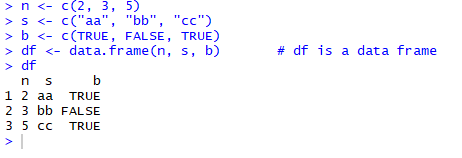 > n <- c(2, 3, 5)
> s <- c("aa", "bb", "cc")
> b <- c(TRUE, FALSE, TRUE)
> df <- data.frame(n, s, b)       # df is a data frame
> df
  n  s     b
1 2 aa  TRUE
2 3 bb FALSE
3 5 cc  TRUE
>